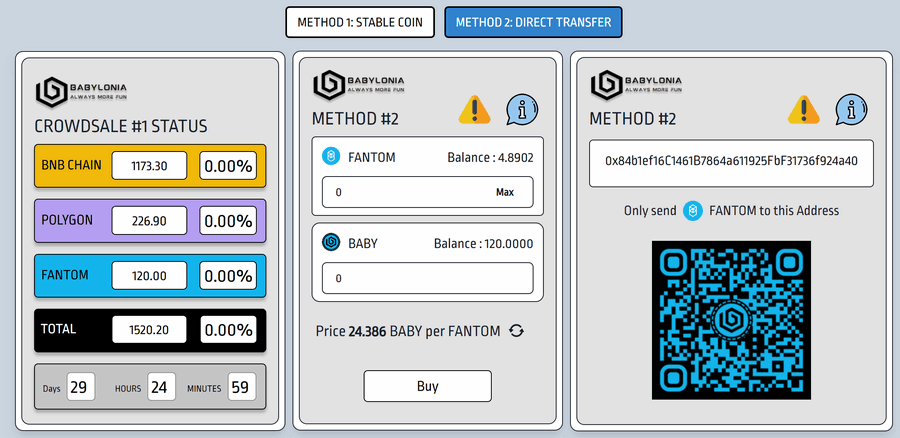 METHOD 1: STABLE COIN
METHOD 2: DIRECT TRANSFER
BABYLONIA
ALWAYS MORE FUN
CROWDSALE #1 STATUS
BNB CHAIN 1173.30 0.00%
POLYGON 226.90 0.00%
FANTOM 120.00 0.00%
TOTAL 1520.20 0.00%
Days 29 HOURS 24 MINUTES 59
BABYLONIA
ALWAYS MORE FUN
METHOD #2
FANTOM Balance : 4.8902
0 Max
BABY Balance : 120.0000
0
Price 24.386 BABY per FANTOM
Buy
BABYLONIA
ALWAYS MORE FUN
METHOD #2
0x84b1ef16C1461B7864a611925FbF31736f924a40
Only send FANTOM to this Address